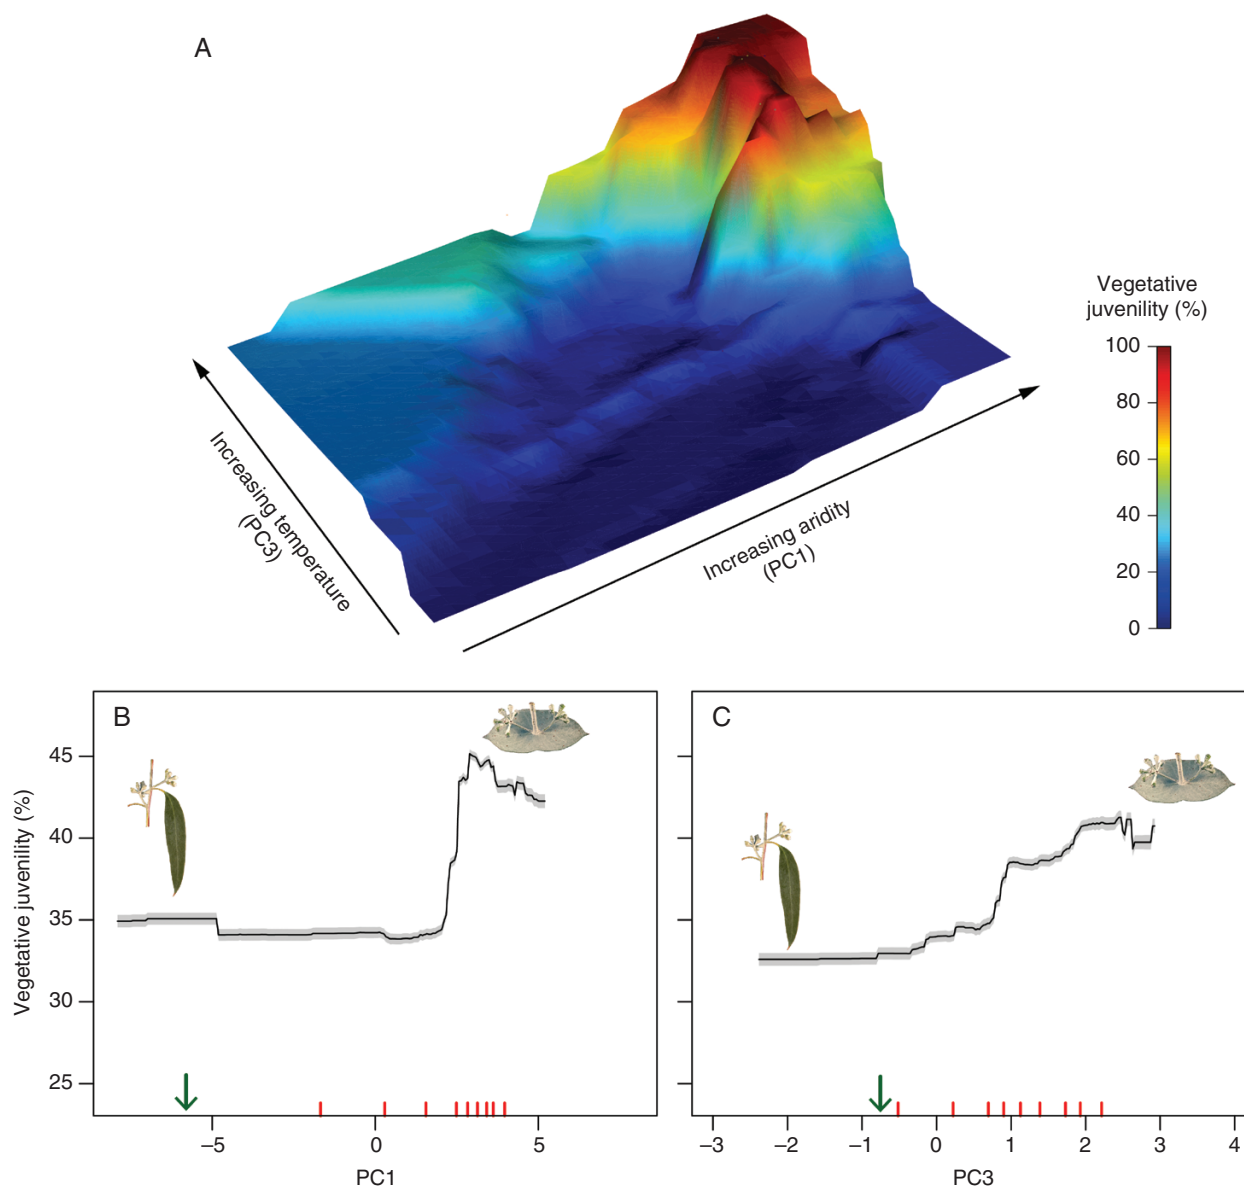 A
Vegetative
juvenility (%)
100
80
60
40
20
0
Increasing temperature
(PC3)
Increasing aridity
(PC1)
B
C
Vegetative juvenility (%)
45
40
35
30
25
–5
0
5
PC1
–3
–2
–1
0
1
2
3
4
PC3